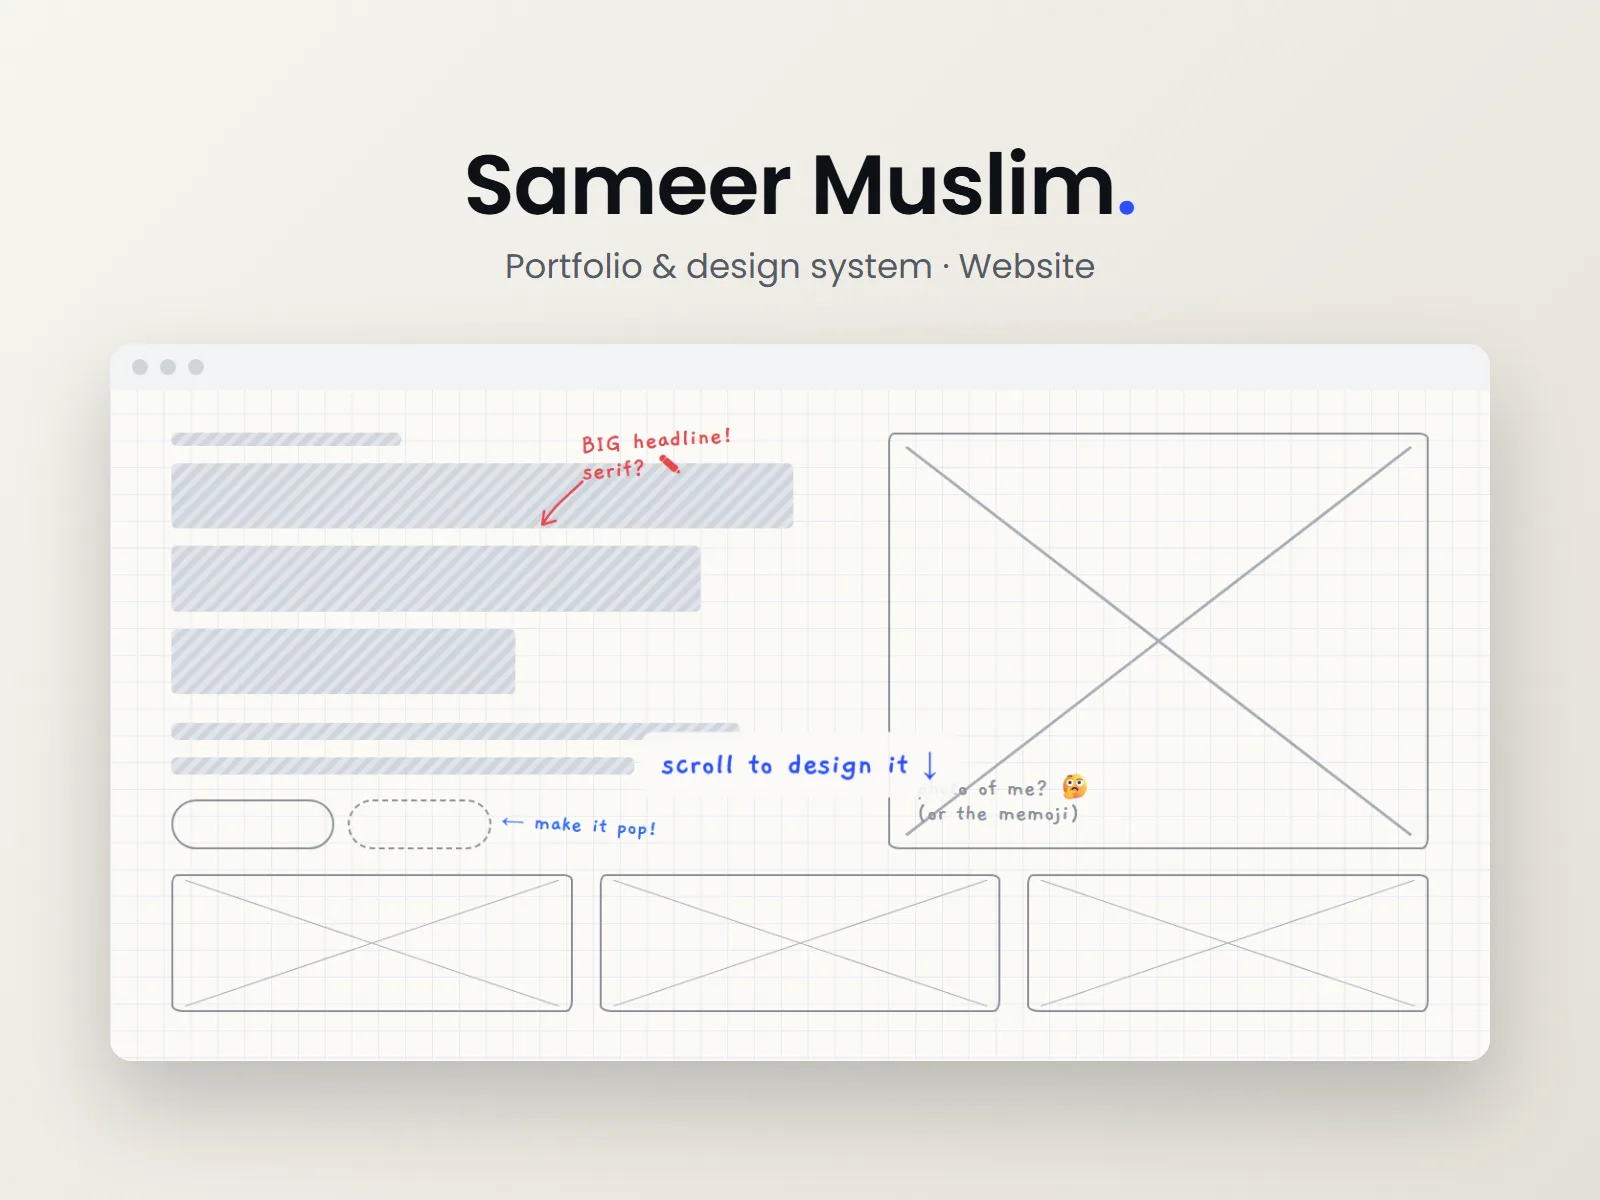 Sameer Muslim.
Portfolio & design system · Website
BIG headline!
serif?
scroll to design it ↓
photo of me? 🤔
(or the memoji)
← make it pop!